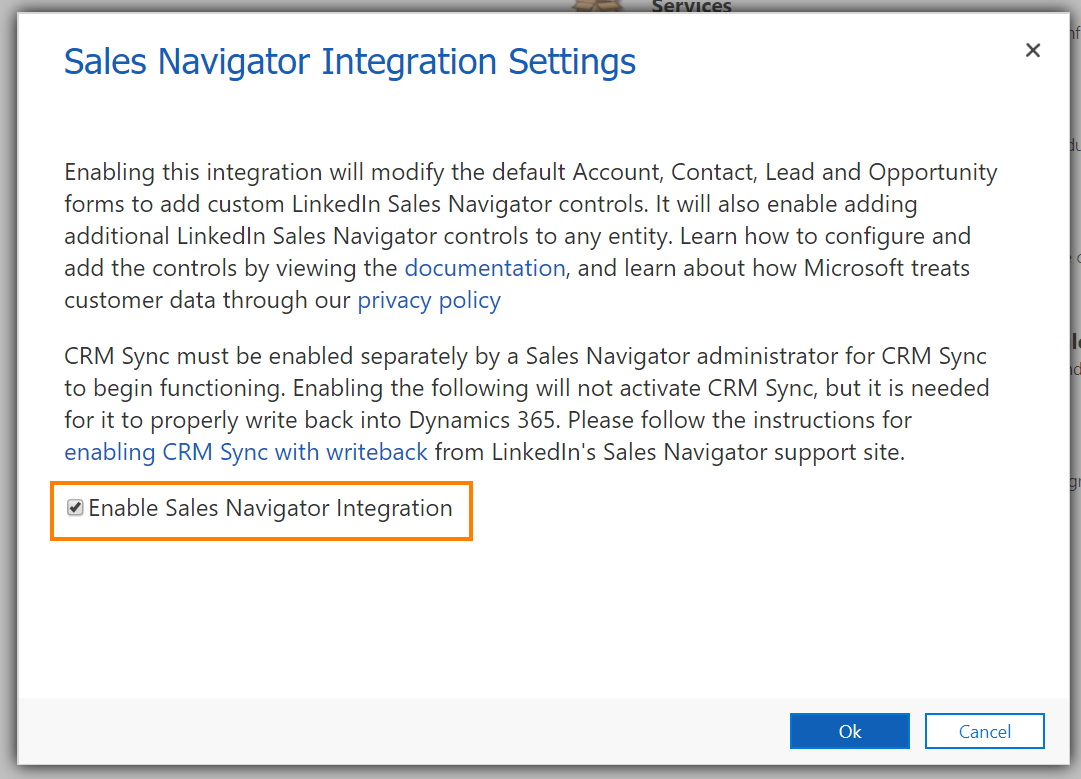 Services
Sales Navigator Integration Settings
Enabling this integration will modify the default Account, Contact, Lead and Opportunity
forms to add custom LinkedIn Sales Navigator controls. It will also enable adding
additional LinkedIn Sales Navigator controls to any entity. Learn how to configure and
add the controls by viewing the documentation, and learn about how Microsoft treats
customer data through our privacy policy
CRM Sync must be enabled separately by a Sales Navigator administrator for CRM Sync
to begin functioning. Enabling the following will not activate CRM Sync, but it is needed
for it to properly write back into Dynamics 365. Please follow the instructions for
enabling CRM Sync with writeback from LinkedIn's Sales Navigator support site.
Enable Sales Navigator Integration
Ok
Cancel